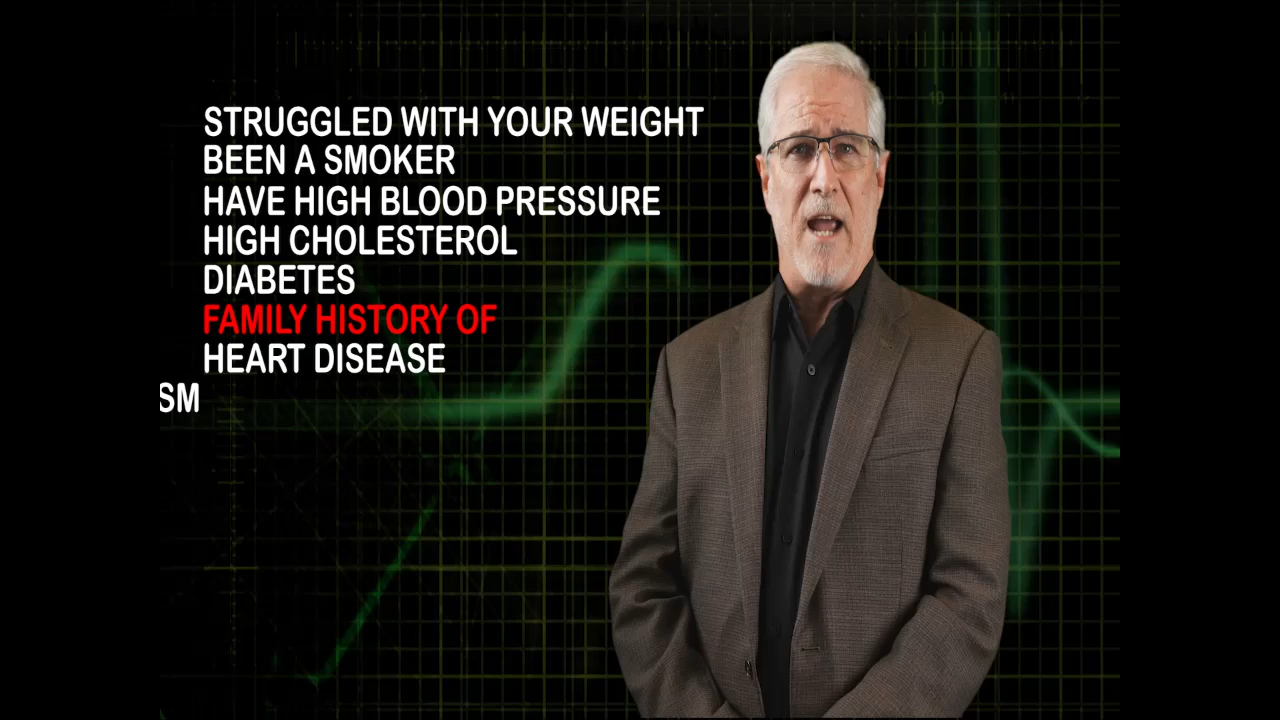 STRUGGLED WITH YOUR WEIGHT
BEEN A SMOKER
HAVE HIGH BLOOD PRESSURE
HIGH CHOLESTEROL
DIABETES
FAMILY HISTORY OF
HEART DISEASE
SM
10